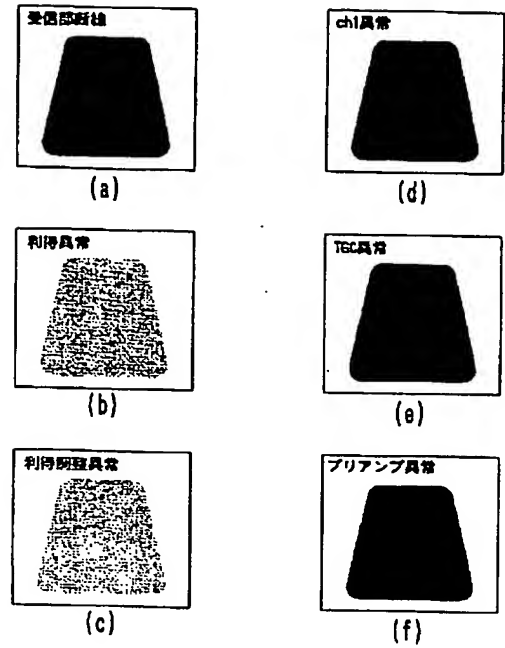 受信部断線
(a)
利得異常
(b)
利得調整異常
(c)
ch1異常
(d)
TGC異常
(e)
プリアンプ異常
(f)